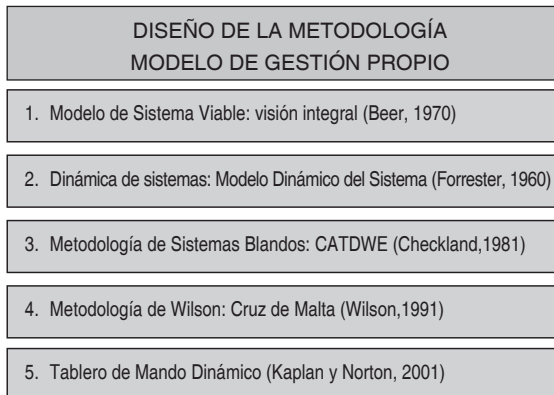 DISEÑO DE LA METODOLOGÍA
MODELO DE GESTIÓN PROPIO
1. Modelo de Sistema Viable: visión integral (Beer, 1970)
2. Dinámica de sistemas: Modelo Dinámico del Sistema (Forrester, 1960)
3. Metodología de Sistemas Blandos: CATDWE (Checkland,1981)
4. Metodología de Wilson: Cruz de Malta (Wilson,1991)
5. Tablero de Mando Dinámico (Kaplan y Norton, 2001)